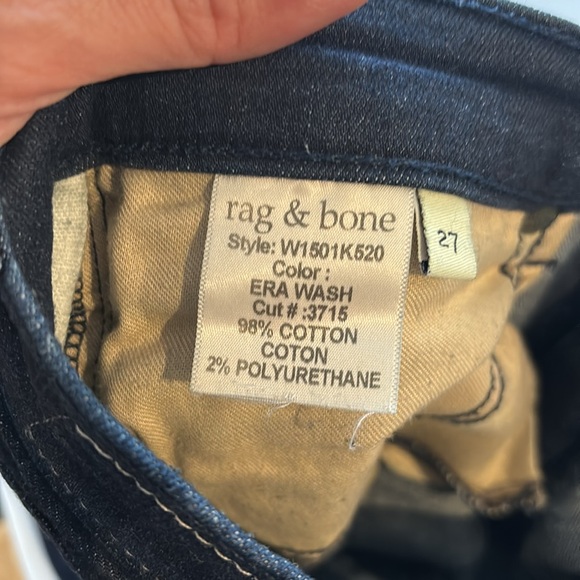 rag & bone
Style: W1501K520
Color :
ERA WASH
Cut # :3715
98% COTTON
COTON
2% POLYURETHANE
27